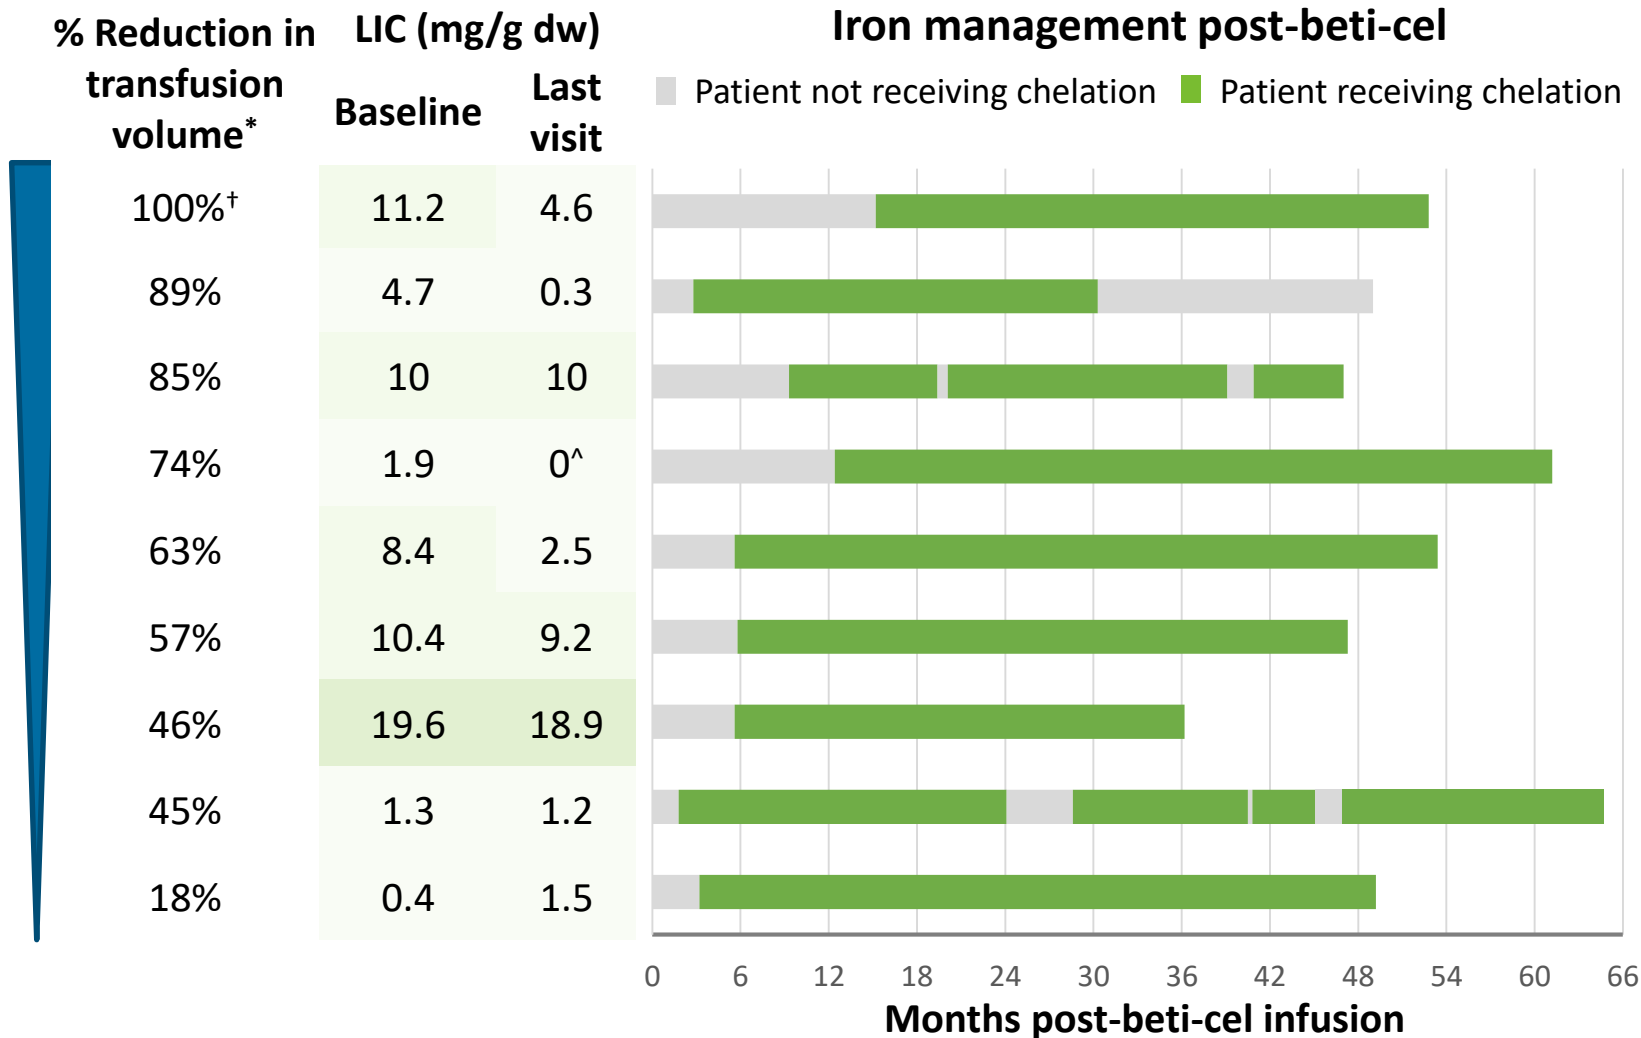 % Reduction in
transfusion
volume*
LIC (mg/g dw)
Baseline
Last
visit
Iron management post-beti-cel
Patient not receiving chelation
Patient receiving chelation
100%† 11.2 4.6
89% 4.7 0.3
85% 10 10
74% 1.9 0^
63% 8.4 2.5
57% 10.4 9.2
46% 19.6 18.9
45% 1.3 1.2
18% 0.4 1.5
0 6 12 18 24 30 36 42 48 54 60 66
Months post-beti-cel infusion